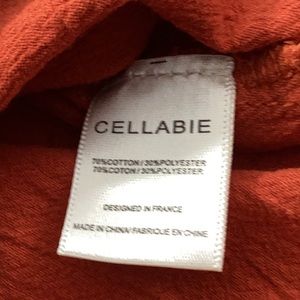 CELLABIE
70%COTTON/30%POLYESTER
70%COTON/30%POLYESTER
DESIGNED IN FRANCE
MADE IN CHINA/FABRIQUE EN CHINE